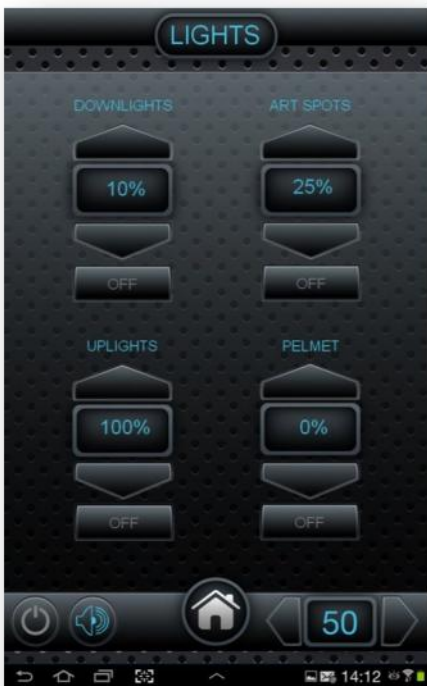 LIGHTS
DOWNLIGHTS
ART SPOTS
10%
25%
OFF
OFF
UPLIGHTS
PELMET
100%
0%
OFF
OFF
50
14:12